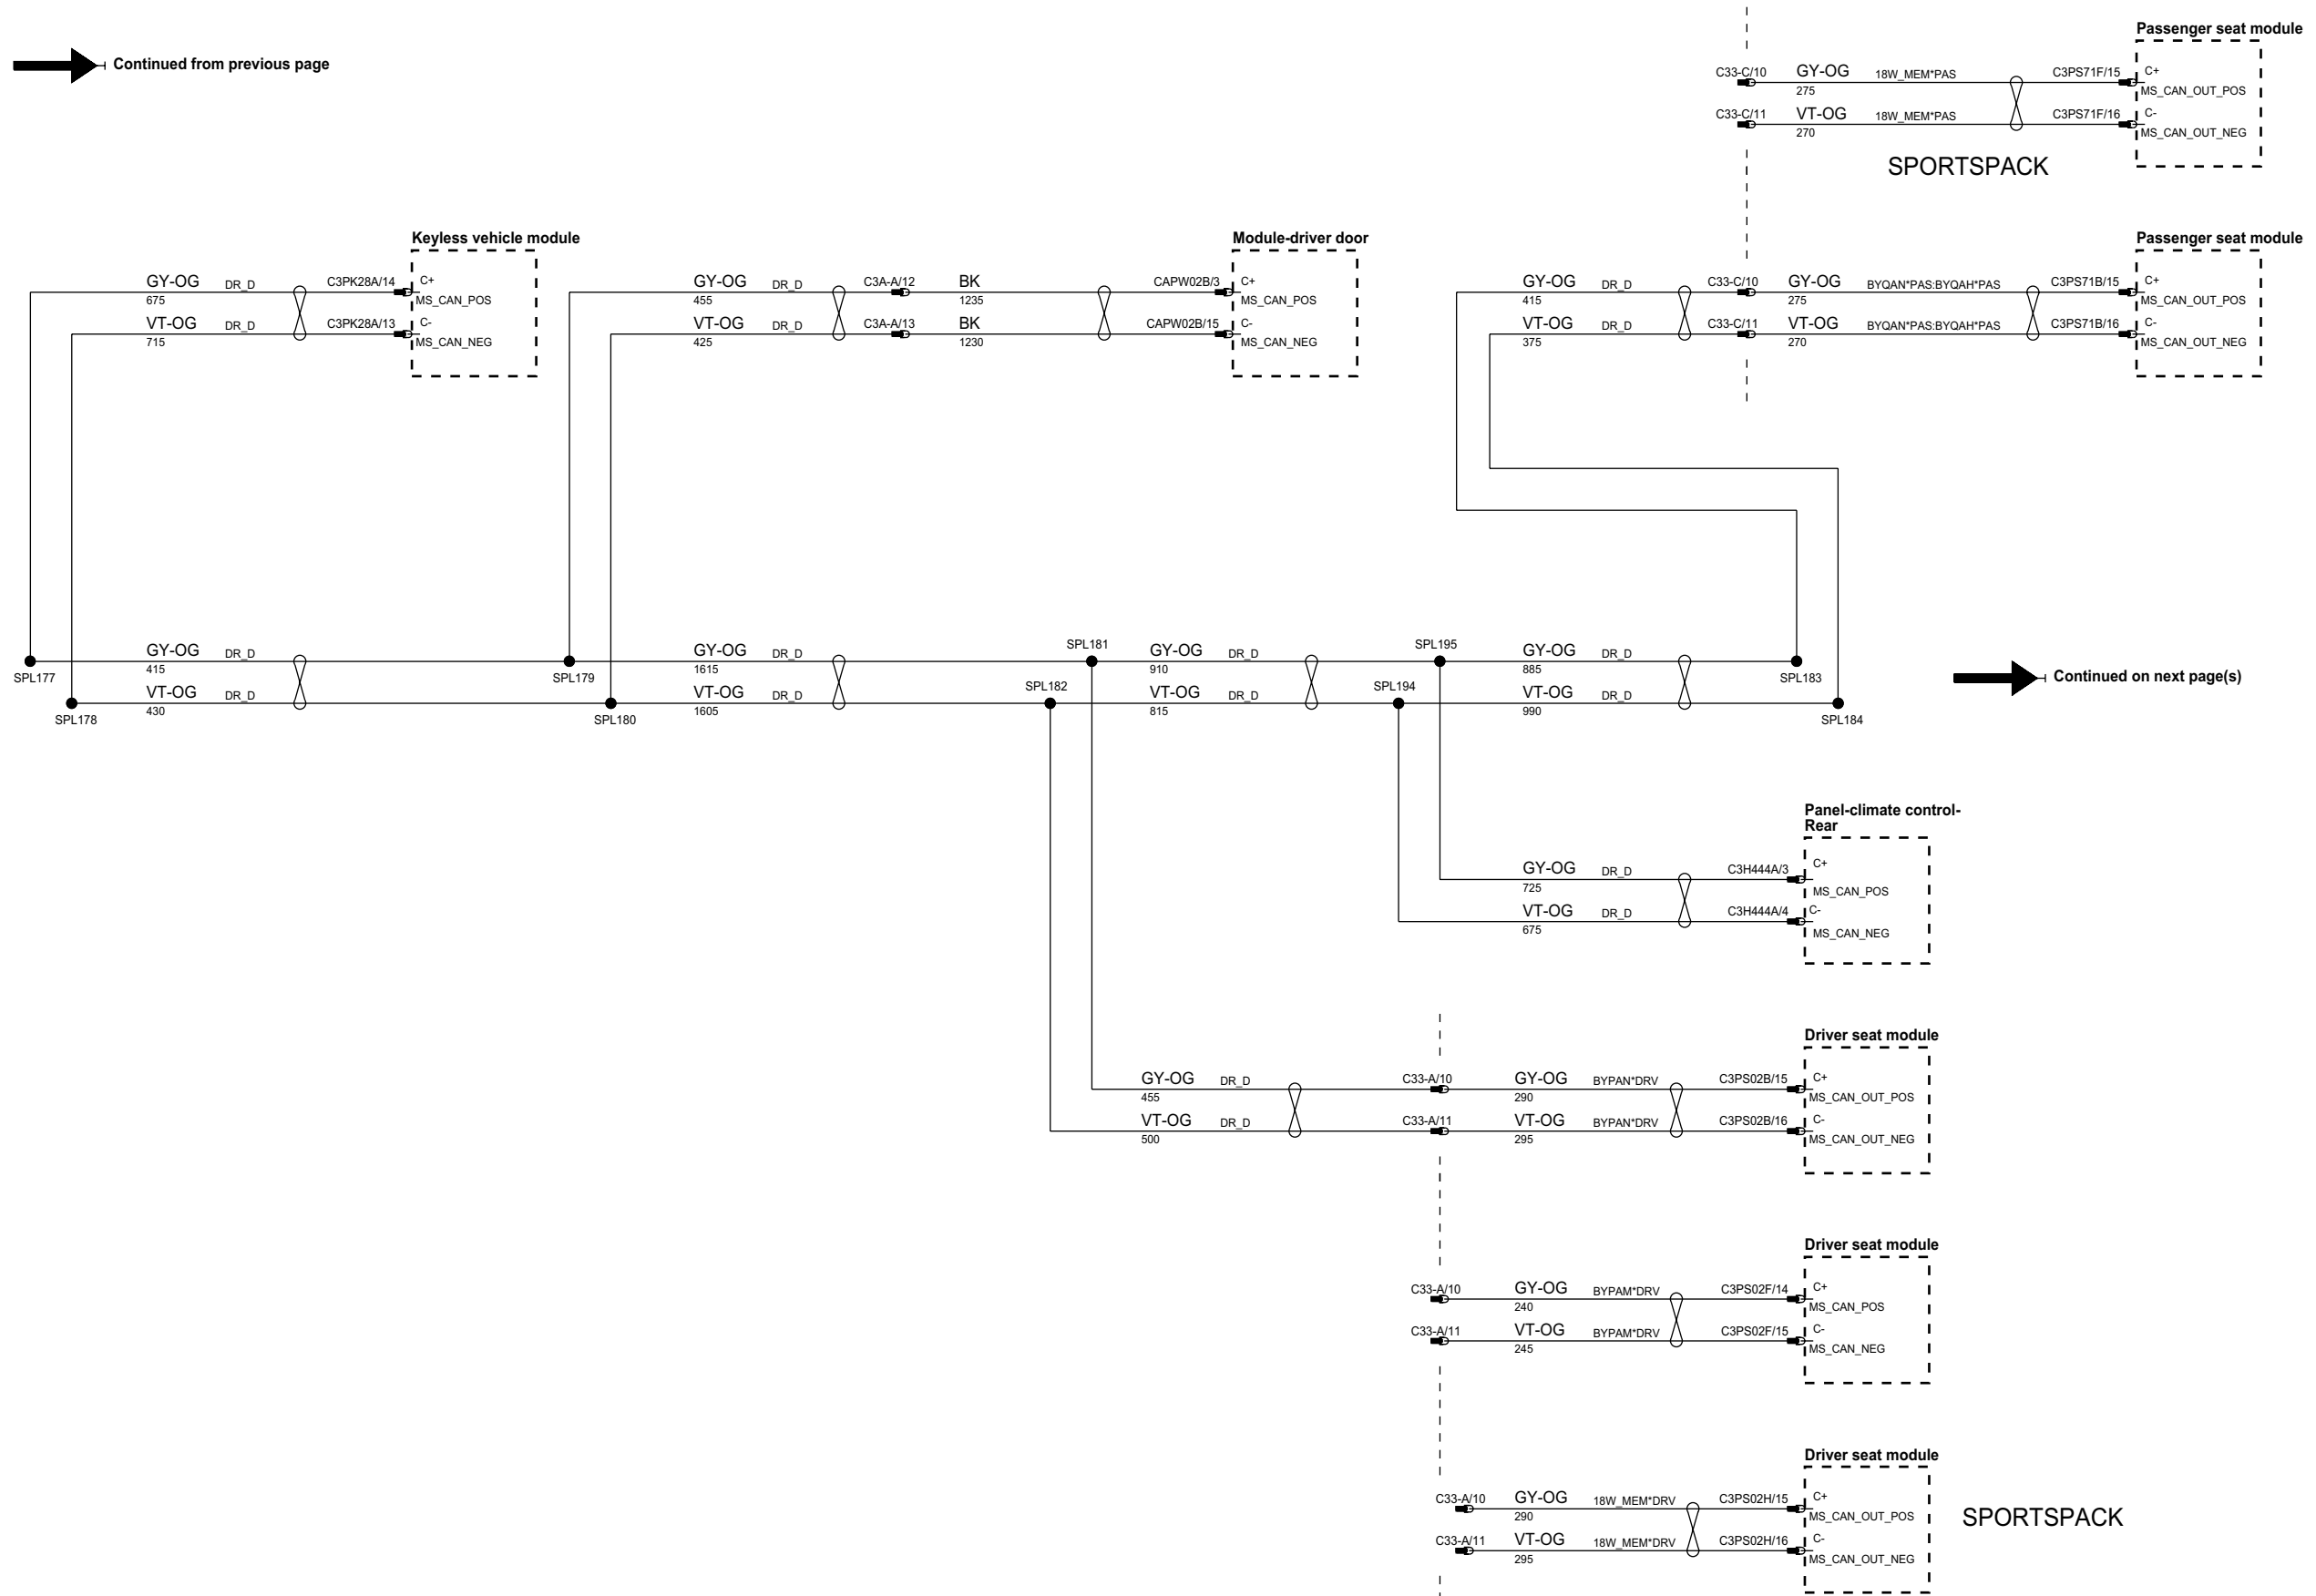 Continued from previous page
Passenger seat module
C33-C/10 GY-OG 18W_MEM*PAS C3PS71F/15 C+
275 MS_CAN_OUT_POS
C33-C/11 VT-OG 18W_MEM*PAS C3PS71F/16 C-
270 MS_CAN_OUT_NEG
SPORTSPACK
Keyless vehicle module
GY-OG DR_D C3PK28A/14 C+
675 MS_CAN_POS
VT-OG DR_D C3PK28A/13 C-
715 MS_CAN_NEG
Module-driver door
GY-OG DR_D C3A-A/12 BK CAPW02B/3 C+
455 1235 MS_CAN_POS
VT-OG DR_D C3A-A/13 BK CAPW02B/15 C-
425 1230 MS_CAN_NEG
Passenger seat module
GY-OG DR_D C33-C/10 GY-OG BYQAN*PAS:BYQAH*PAS C3PS71B/15 C+
415 275 MS_CAN_OUT_POS
VT-OG DR_D C33-C/11 VT-OG BYQAN*PAS:BYQAH*PAS C3PS71B/16 C-
375 270 MS_CAN_OUT_NEG
SPL181 SPL195
GY-OG DR_D GY-OG DR_D GY-OG DR_D GY-OG DR_D
415 1615 910 885
SPL177 SPL179 SPL183
Continued on next page(s)
SPL182 SPL194
VT-OG DR_D VT-OG DR_D VT-OG DR_D VT-OG DR_D
430 1605 815 990
SPL178 SPL180 SPL184
Panel-climate control-
Rear
GY-OG DR_D C3H444A/3 C+
725 MS_CAN_POS
VT-OG DR_D C3H444A/4 C-
675 MS_CAN_NEG
Driver seat module
GY-OG DR_D C33-A/10 GY-OG BYPAN*DRV C3PS02B/15 C+
455 290 MS_CAN_OUT_POS
VT-OG DR_D C33-A/11 VT-OG BYPAN*DRV C3PS02B/16 C-
500 295 MS_CAN_OUT_NEG
Driver seat module
C33-A/10 GY-OG BYPAM*DRV C3PS02F/14 C+
240 MS_CAN_POS
C33-A/11 VT-OG BYPAM*DRV C3PS02F/15 C-
245 MS_CAN_NEG
Driver seat module
C33-A/10 GY-OG 18W_MEM*DRV C3PS02H/15 C+
290 MS_CAN_OUT_POS
SPORTSPACK
C33-A/11 VT-OG 18W_MEM*DRV C3PS02H/16 C-
295 MS_CAN_OUT_NEG